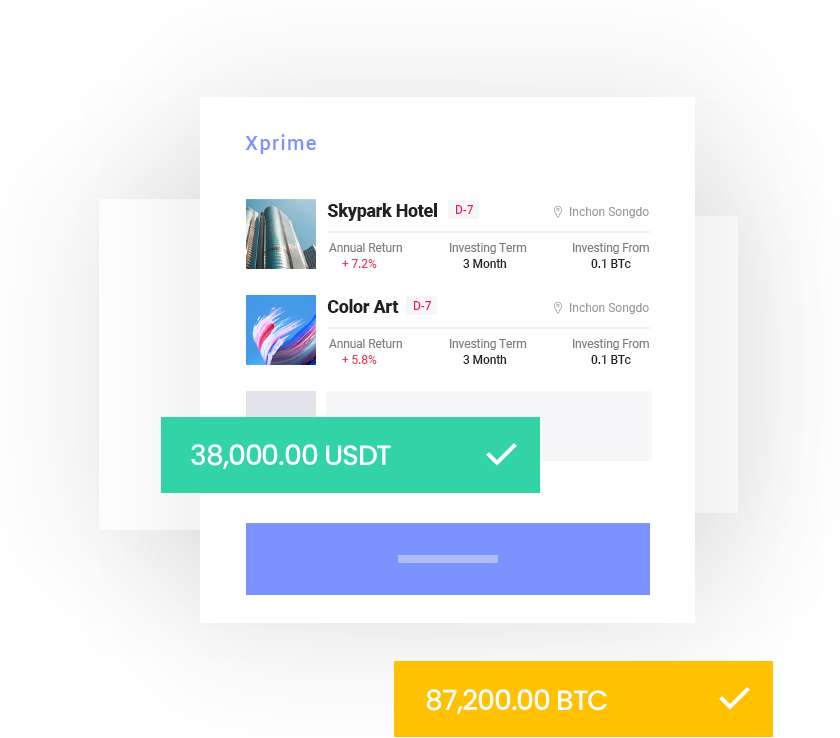 Xprime
Skypark Hotel D-7 Inchon Songdo
Annual Return Investing Term Investing From
+ 7.2% 3 Month 0.1 BTc
Color Art D-7 Inchon Songdo
Annual Return Investing Term Investing From
+ 5.8% 3 Month 0.1 BTc
38,000.00 USDT
87,200.00 BTC